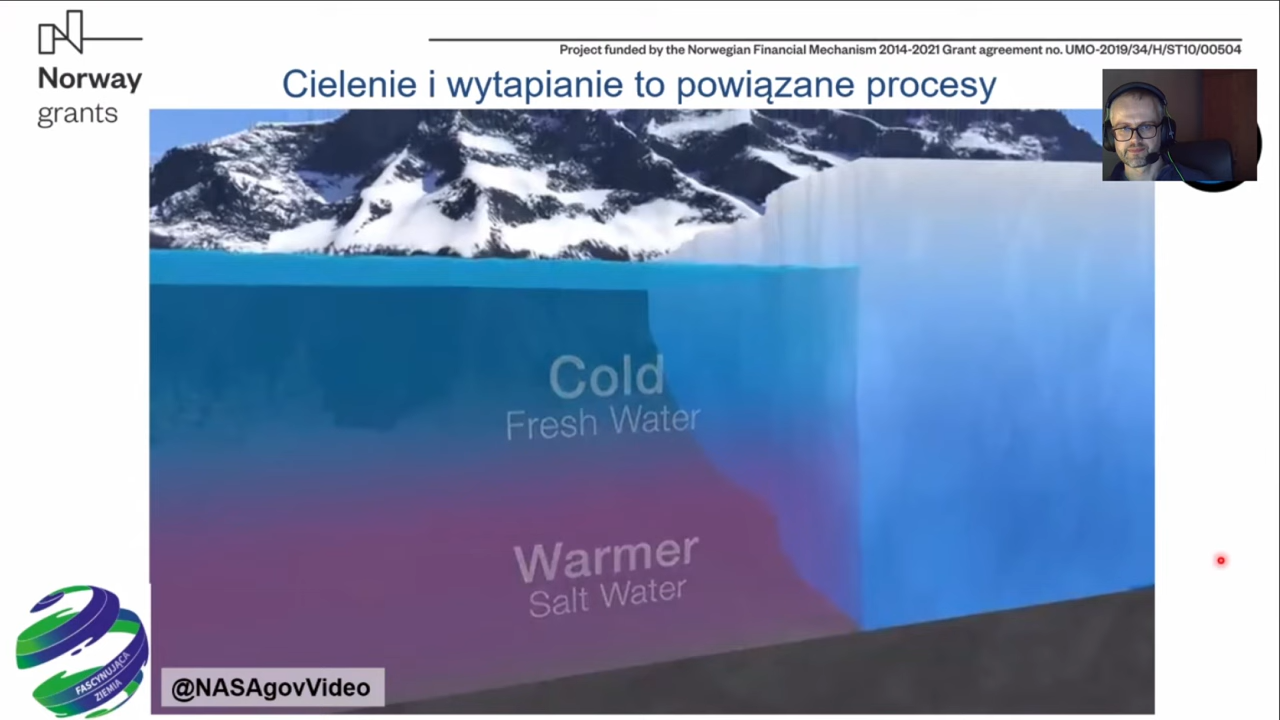 Norway
grants
Project funded by the Norwegian Financial Mechanism 2014-2021 Grant agreement no. UMO-2019/34/H/ST10/00504
Cielenie i wytapianie to powiązane procesy
Cold
Fresh Water
Warmer
Salt Water
FASCYNUJĄCA
ZIEMIA
@NASAgovVideo